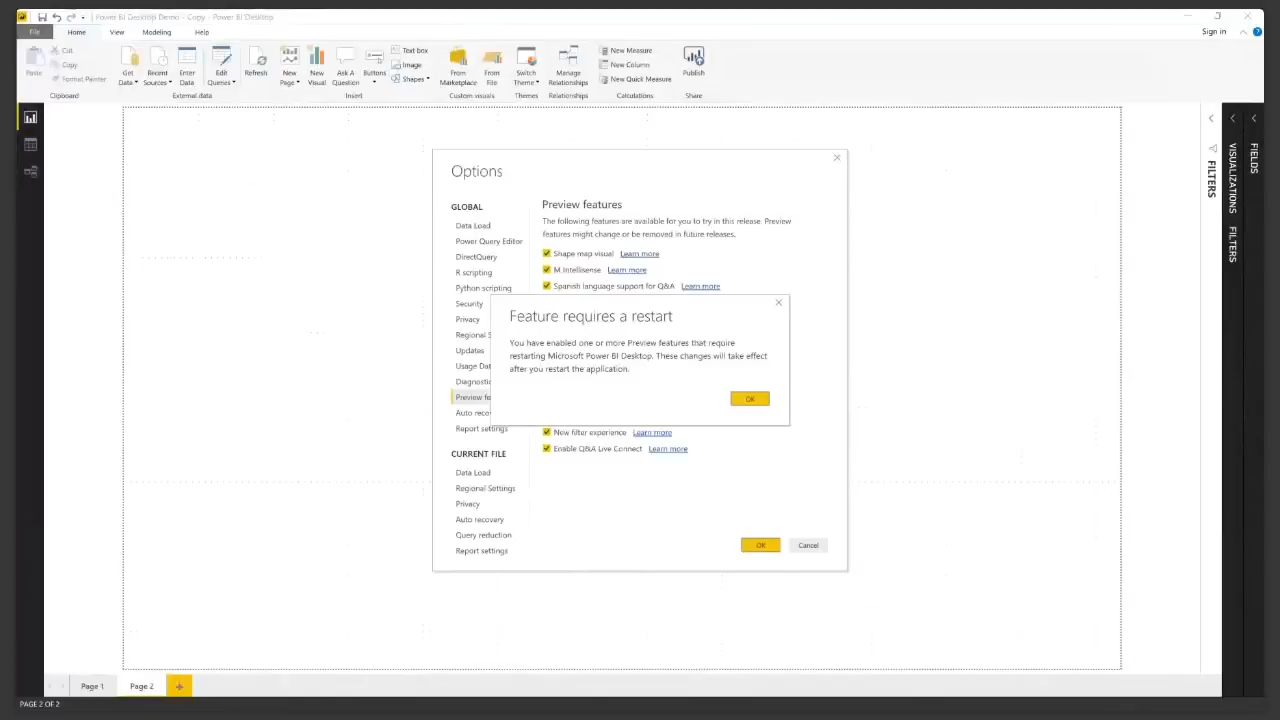 Power BI Desktop Demo - Copy - Power BI Desktop
File Home View Modeling Help Sign in
Paste
Cut
Copy
Format Painter
Clipboard
Get Data
Recent Sources
Enter Data
Edit Queries
External data
Refresh
New Page
New Visual
Ask A Question
Buttons
Text box
Image
Shapes
Insert
From Marketplace
From File
Custom visuals
Switch Theme
Themes
Manage Relationships
Relationships
New Measure
New Column
New Quick Measure
Calculations
Publish
Share
Options
GLOBAL
Data Load
Power Query Editor
DirectQuery
R scripting
Python scripting
Security
Privacy
Regional S
Updates
Usage Dat
Diagnostic
Preview fe
Auto recov
Report settings
CURRENT FILE
Data Load
Regional Settings
Privacy
Auto recovery
Query reduction
Report settings
Preview features
The following features are available for you to try in this release. Preview
features might change or be removed in future releases.
Shape map visual Learn more
M Intellisense Learn more
Spanish language support for Q&A Learn more
Feature requires a restart
You have enabled one or more Preview features that require
restarting Microsoft Power BI Desktop. These changes will take effect
after you restart the application.
OK
New filter experience Learn more
Enable Q&A Live Connect Learn more
OK Cancel
FILTERS
VISUALIZATIONS
FILTERS
FIELDS
Page 1 Page 2
PAGE 2 OF 2